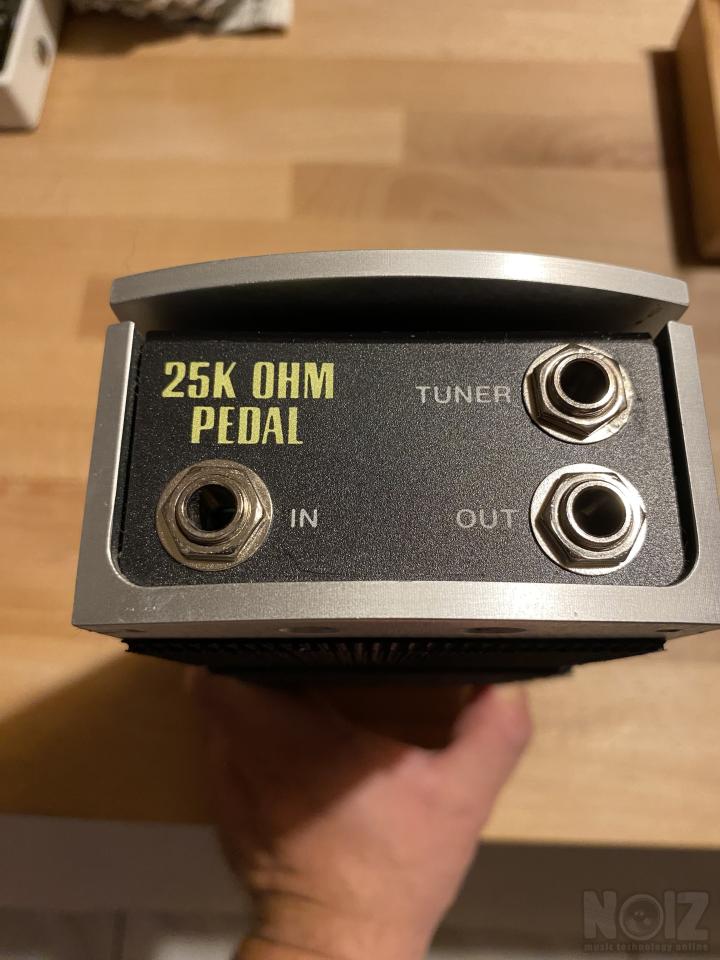 25K OHM
PEDAL
TUNER
IN
OUT
NOIZ
music technology online